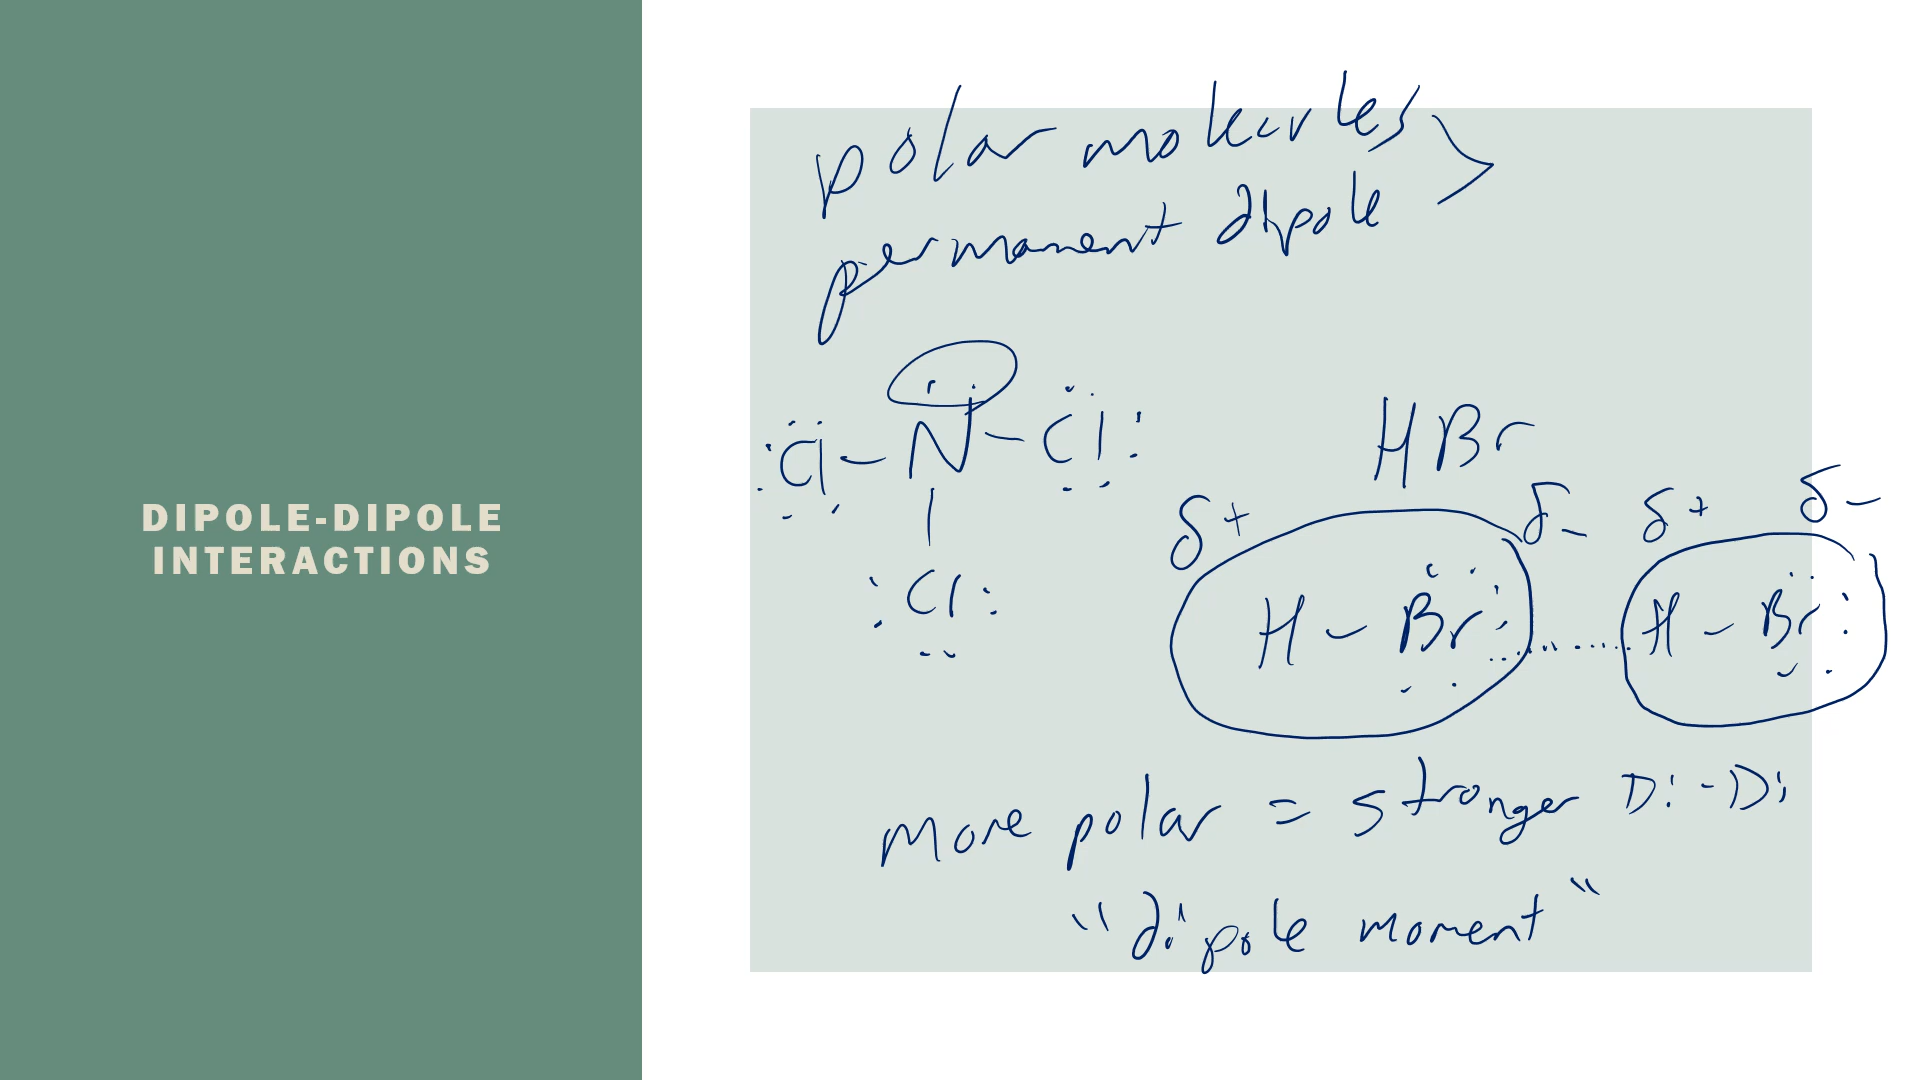 DIPOLE-DIPOLE
INTERACTIONS
polar molecules
permanent dipole
:Cl-N-Cl:
:Cl:
HBr
δ+ δ- δ+ δ-
H-Br: H-Br:
more polar = stronger Di-Di
"dipole moment"